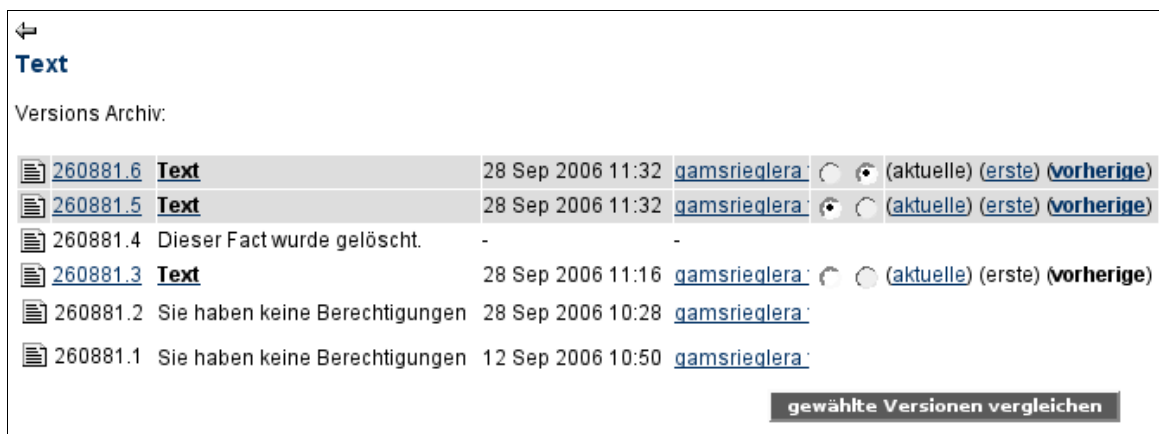 Text
Versions Archiv:
260881.6 Text 28 Sep 2006 11:32 gamsrieglera (aktuelle) (erste) (vorherige)
260881.5 Text 28 Sep 2006 11:32 gamsrieglera (aktuelle) (erste) (vorherige)
260881.4 Dieser Fact wurde gelöscht. - -
260881.3 Text 28 Sep 2006 11:16 gamsrieglera (aktuelle) (erste) (vorherige)
260881.2 Sie haben keine Berechtigungen 28 Sep 2006 10:28 gamsrieglera
260881.1 Sie haben keine Berechtigungen 12 Sep 2006 10:50 gamsrieglera
gewählte Versionen vergleichen